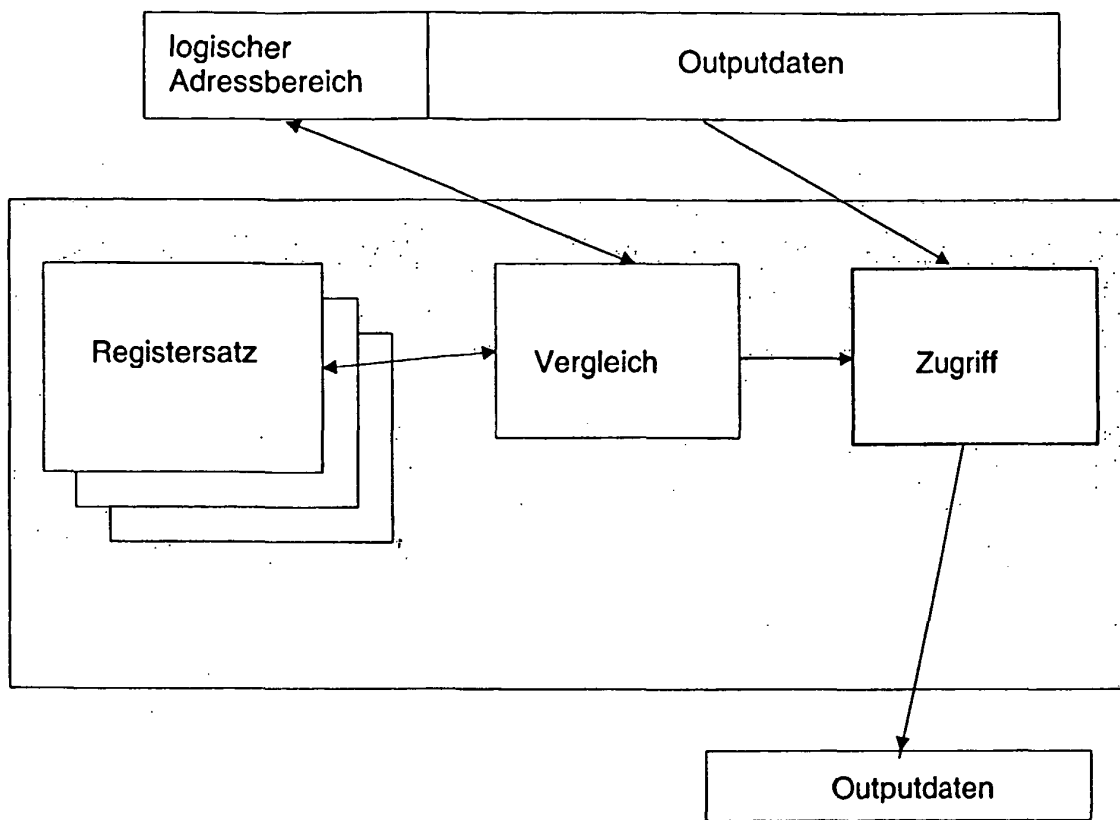 logischer
Adressbereich
Outputdaten
Registersatz
Vergleich
Zugriff
Outputdaten